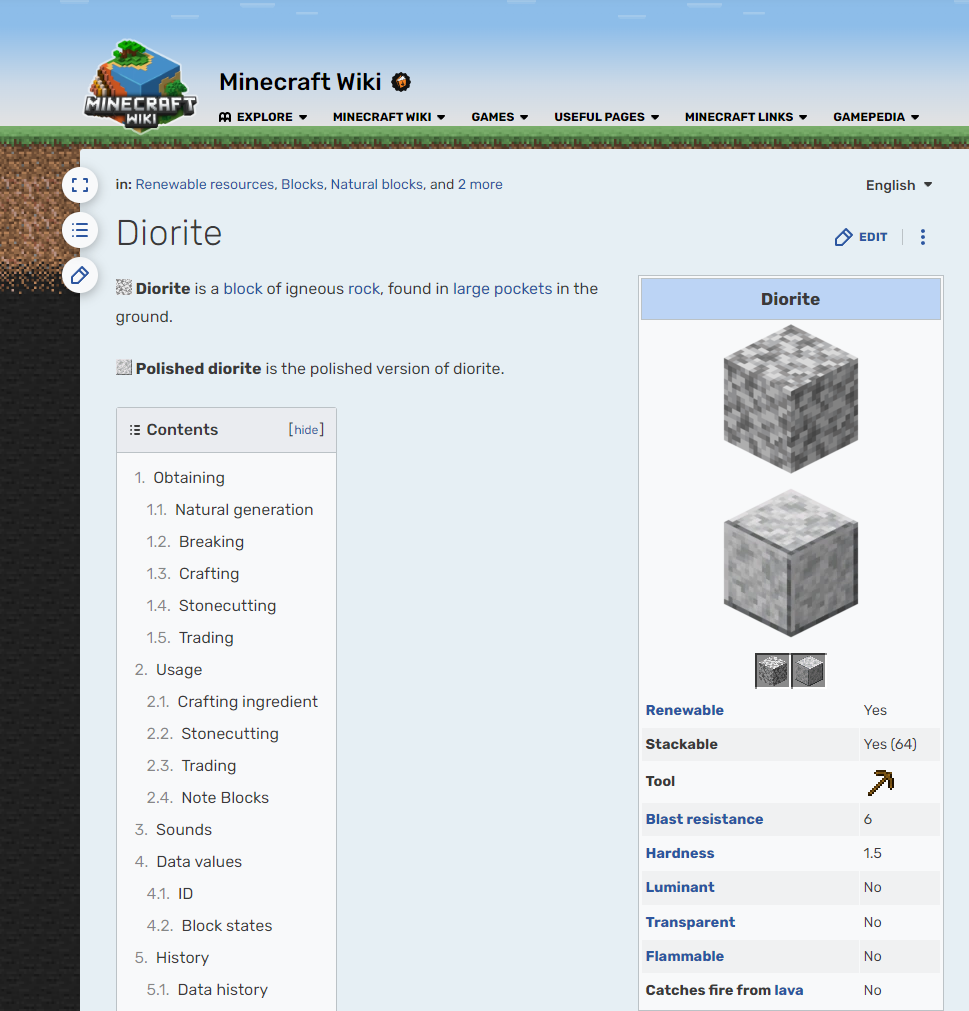 MINECRAFT
WIKI
Minecraft Wiki
EXPLORE
MINECRAFT WIKI
GAMES
USEFUL PAGES
MINECRAFT LINKS
GAMEPEDIA
in: Renewable resources, Blocks, Natural blocks, and 2 more
English
Diorite
EDIT
Diorite is a block of igneous rock, found in large pockets in the
ground.
Polished diorite is the polished version of diorite.
Contents [hide]
1. Obtaining
1.1. Natural generation
1.2. Breaking
1.3. Crafting
1.4. Stonecutting
1.5. Trading
2. Usage
2.1. Crafting ingredient
2.2. Stonecutting
2.3. Trading
2.4. Note Blocks
3. Sounds
4. Data values
4.1. ID
4.2. Block states
5. History
5.1. Data history
Diorite
Renewable Yes
Stackable Yes (64)
Tool
Blast resistance 6
Hardness 1.5
Luminant No
Transparent No
Flammable No
Catches fire from lava No